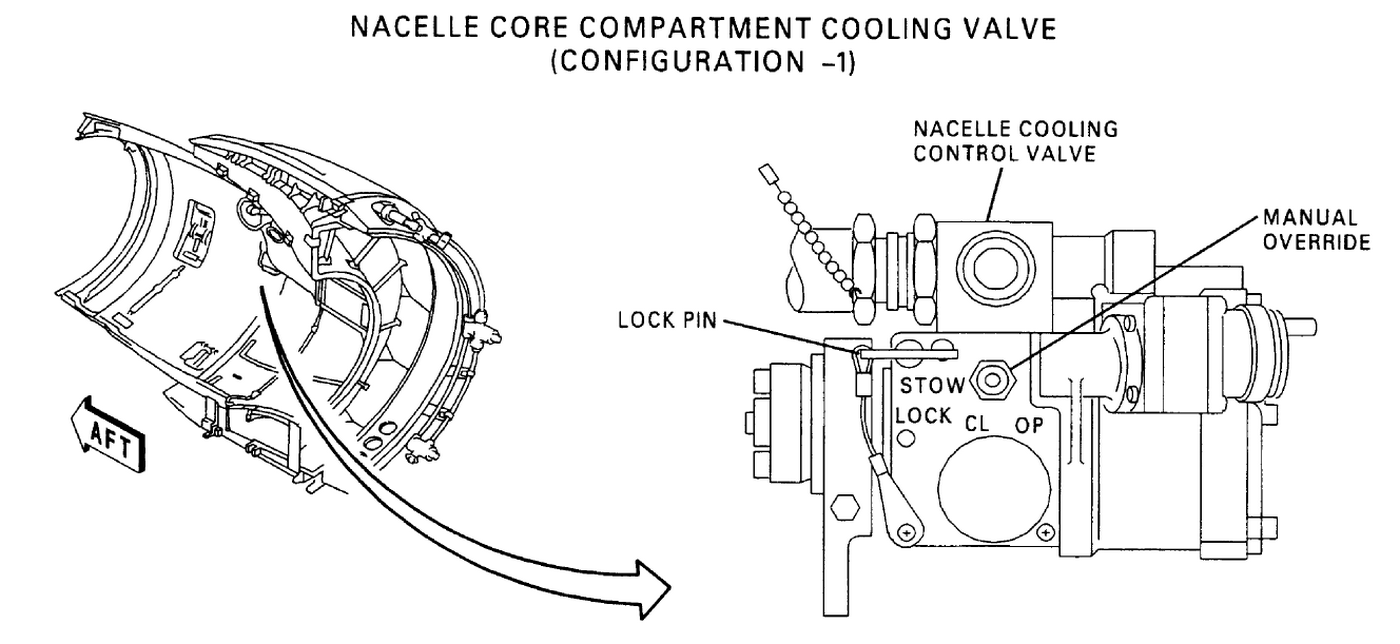 NACELLE CORE COMPARTMENT COOLING VALVE
(CONFIGURATION -1)
NACELLE COOLING
CONTROL VALVE
MANUAL
OVERRIDE
LOCK PIN
STOW
LOCK
CL OP
AFT